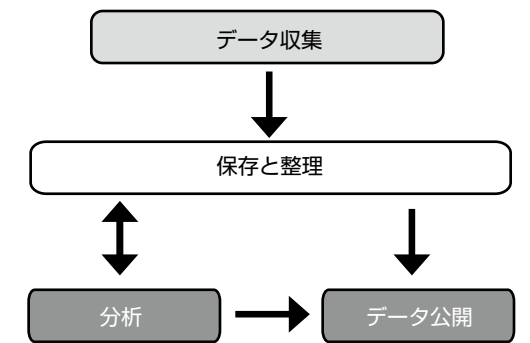 データ収集
保存と整理
分析
データ公開